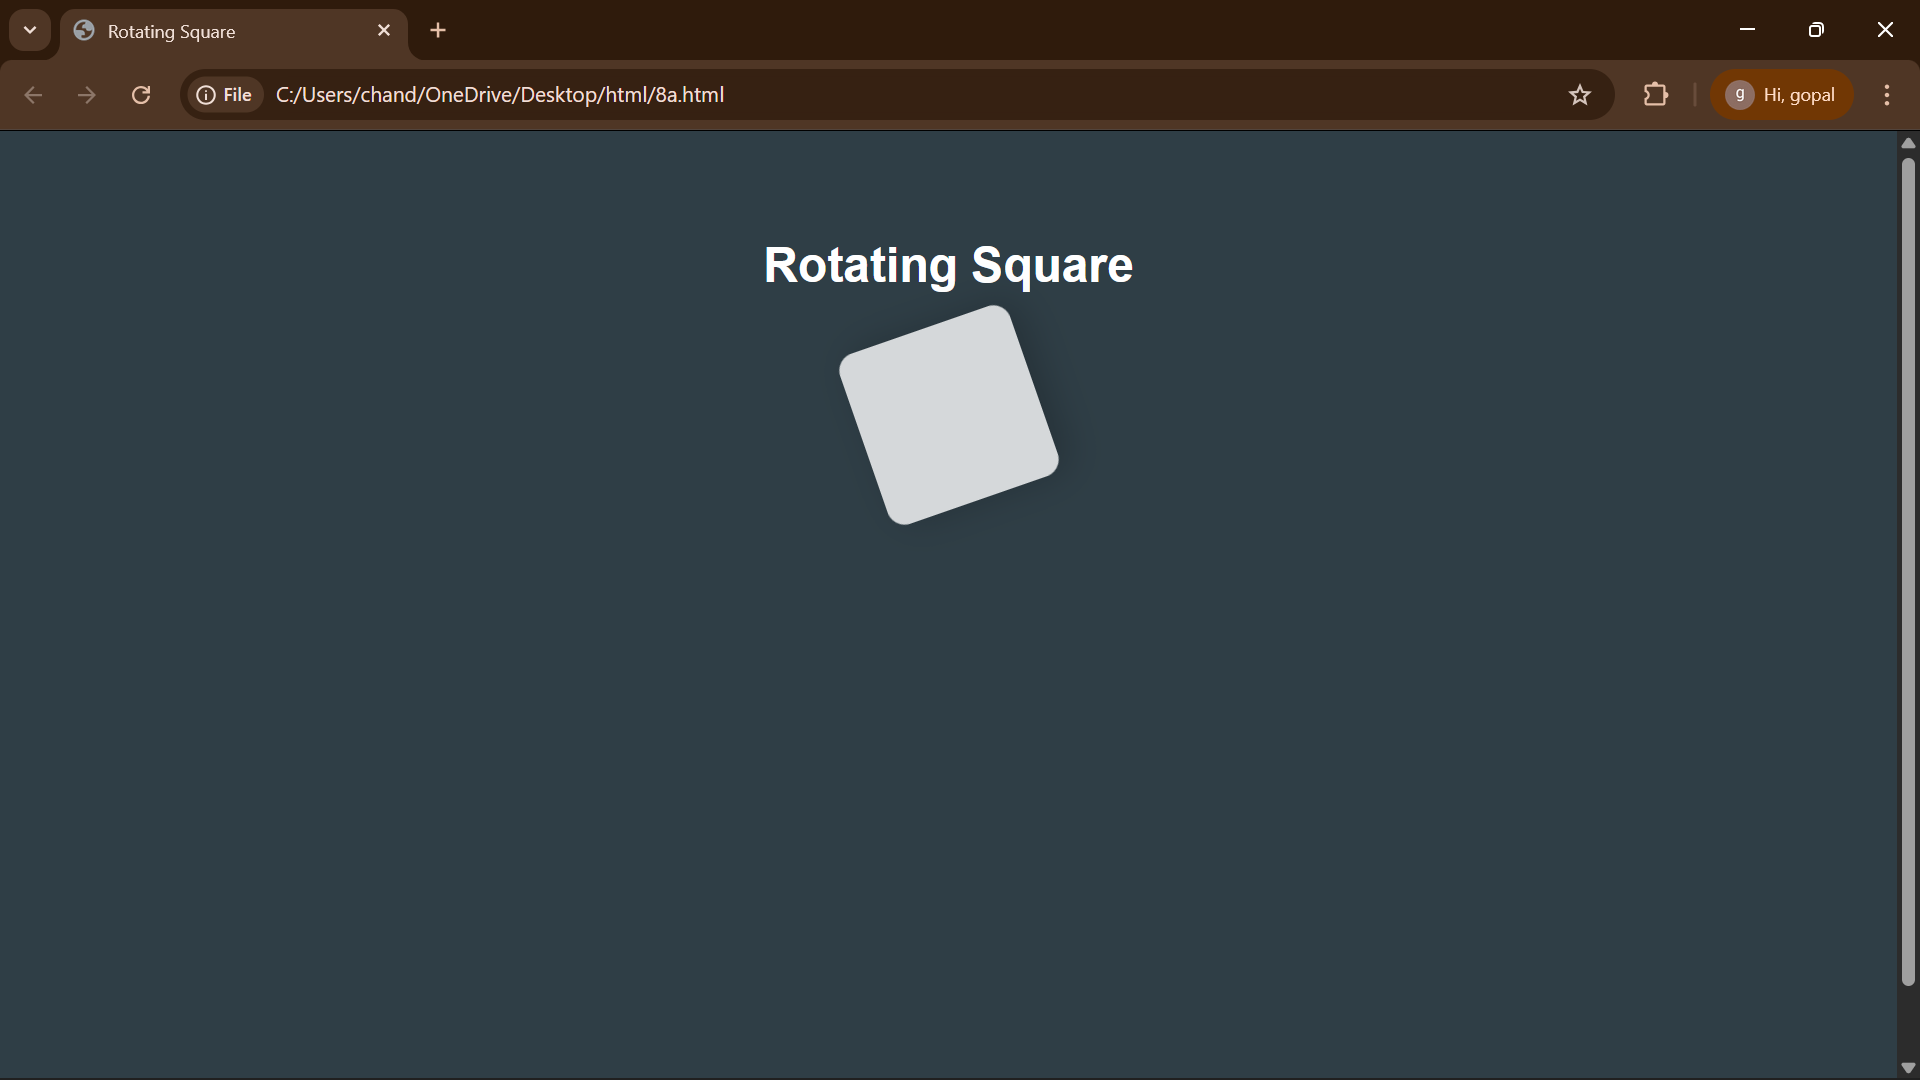 Rotating Square
File
C:/Users/chand/OneDrive/Desktop/html/8a.html
g
Hi, gopal
Rotating Square